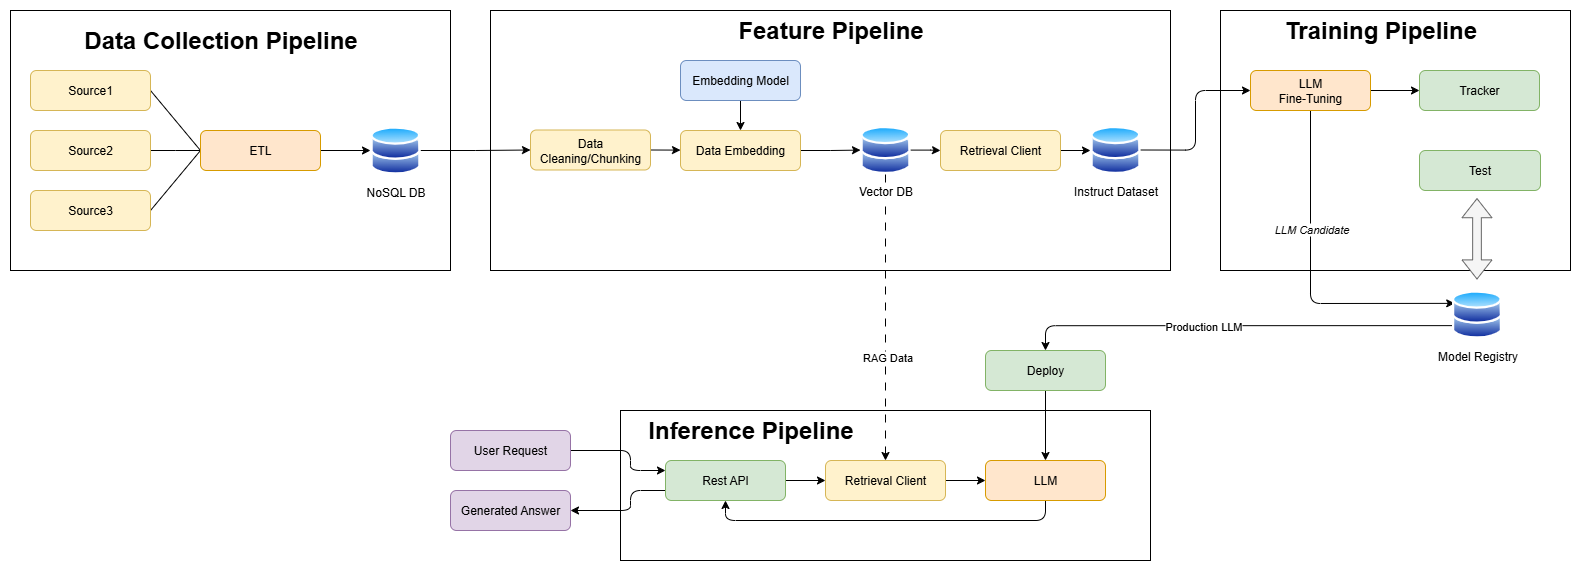 Data Collection Pipeline
Source1
Source2
Source3
ETL
NoSQL DB
Feature Pipeline
Embedding Model
Data
Cleaning/Chunking
Data Embedding
Vector DB
Retrieval Client
Instruct Dataset
Training Pipeline
LLM
Fine-Tuning
Tracker
Test
LLM Candidate
Model Registry
Production LLM
Deploy
RAG Data
Inference Pipeline
User Request
Generated Answer
Rest API
Retrieval Client
LLM